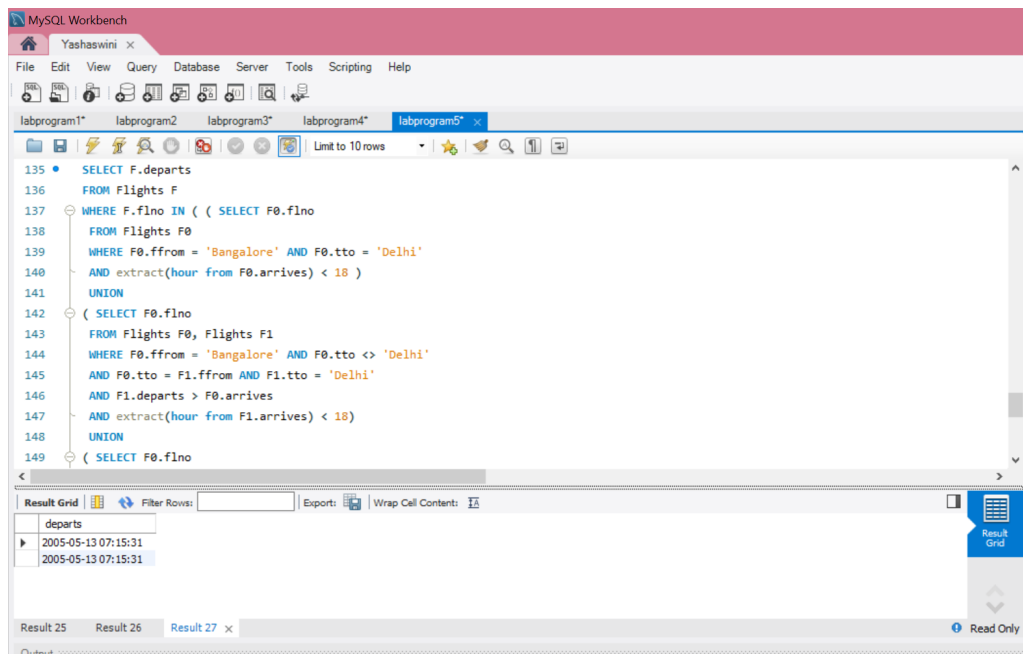 MySQL Workbench
Yashaswini ×
File Edit View Query Database Server Tools Scripting Help
labprogram1* labprogram2 labprogram3* labprogram4* labprogram5* ×
Limit to 10 rows
135 SELECT F.departs
136 FROM Flights F
137 WHERE F.flno IN ( ( SELECT F0.flno
138 FROM Flights F0
139 WHERE F0.ffrom = 'Bangalore' AND F0.tto = 'Delhi'
140 AND extract(hour from F0.arrives) < 18 )
141 UNION
142 ( SELECT F0.flno
143 FROM Flights F0, Flights F1
144 WHERE F0.ffrom = 'Bangalore' AND F0.tto <> 'Delhi'
145 AND F0.tto = F1.ffrom AND F1.tto = 'Delhi'
146 AND F1.departs > F0.arrives
147 AND extract(hour from F1.arrives) < 18)
148 UNION
149 ( SELECT F0.flno
Result Grid Filter Rows: Export: Wrap Cell Content:
departs
2005-05-13 07:15:31
2005-05-13 07:15:31
Result
Grid
Result 25 Result 26 Result 27 × Read Only
Output